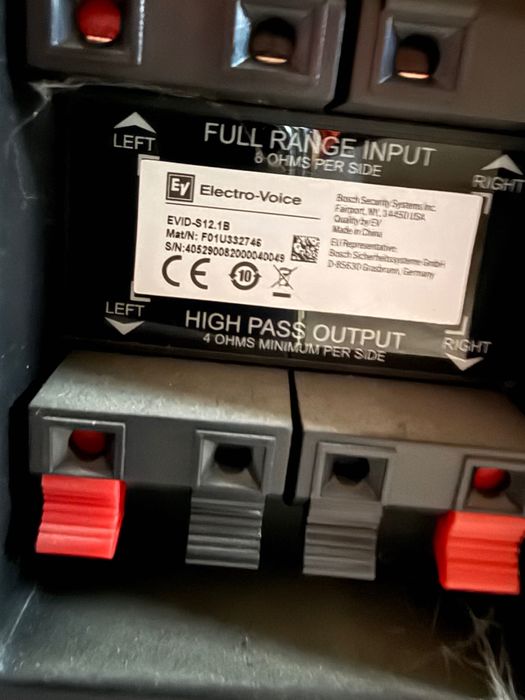 LEFT
FULL RANGE INPUT
8 OHMS PER SIDE
RIGHT
EV Electro-Voice
EVID-S12.1B
Mat/N: F01U332746
S/N:405290082000040049
CE 10
Bosch Security Systems Inc.
Fairport, NY, 14450 USA
Quality by EV
Made in China
EU Representative:
Bosch Sicherheitssysteme GmbH
D-85630 Grasbrunn, Germany
LEFT
HIGH PASS OUTPUT
4 OHMS MINIMUM PER SIDE
RIGHT